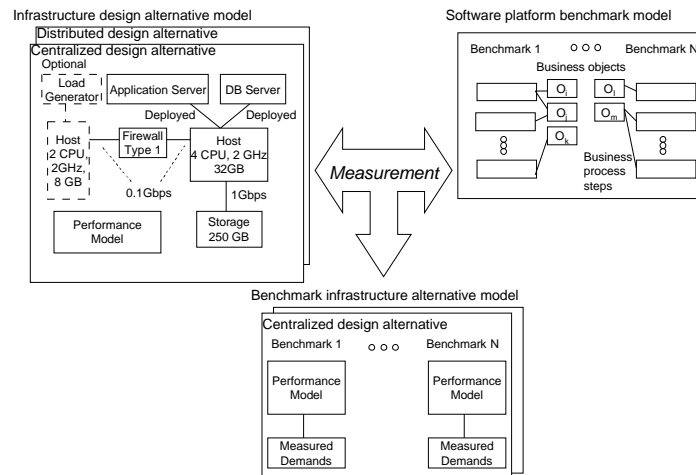 Infrastructure design alternative model
Distributed design alternative
Centralized design alternative
Optional
Load
Generator
Application Server
DB Server
Deployed
Deployed
Host
2 CPU,
2GHz,
8 GB
Firewall
Type 1
Host
4 CPU, 2 GHz
32GB
0.1Gbps
1Gbps
Performance
Model
Storage
250 GB
Measurement
Software platform benchmark model
Benchmark 1
Benchmark N
Business objects
Oi
Oj
Ok
Ol
Om
Business
process
steps
Benchmark infrastructure alternative model
Centralized design alternative
Benchmark 1
Benchmark N
Performance
Model
Performance
Model
Measured
Demands
Measured
Demands